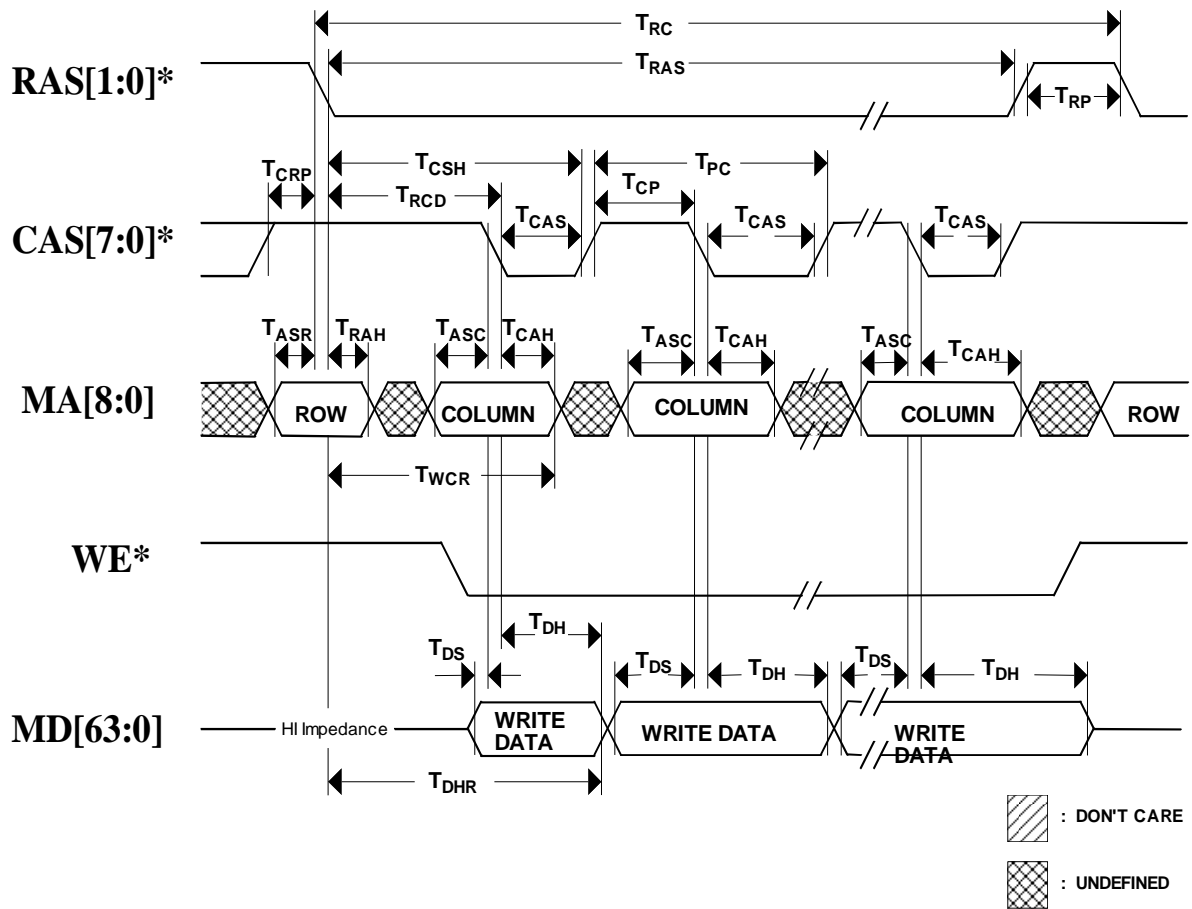 T_RC
RAS[1:0]*
T_RAS
T_RP
T_CRP
T_CSH
T_PC
T_RCD
T_CP
CAS[7:0]*
T_CAS
T_CAS
T_CAS
T_ASR
T_RAH
T_ASC
T_CAH
T_ASC
T_CAH
T_ASC
T_CAH
MA[8:0]
ROW
COLUMN
COLUMN
COLUMN
ROW
T_WCR
WE*
T_DH
T_DS
T_DS
T_DH
T_DS
T_DH
MD[63:0]
HI Impedance
WRITE
DATA
WRITE DATA
WRITE
DATA
T_DHR
: DON'T CARE
: UNDEFINED